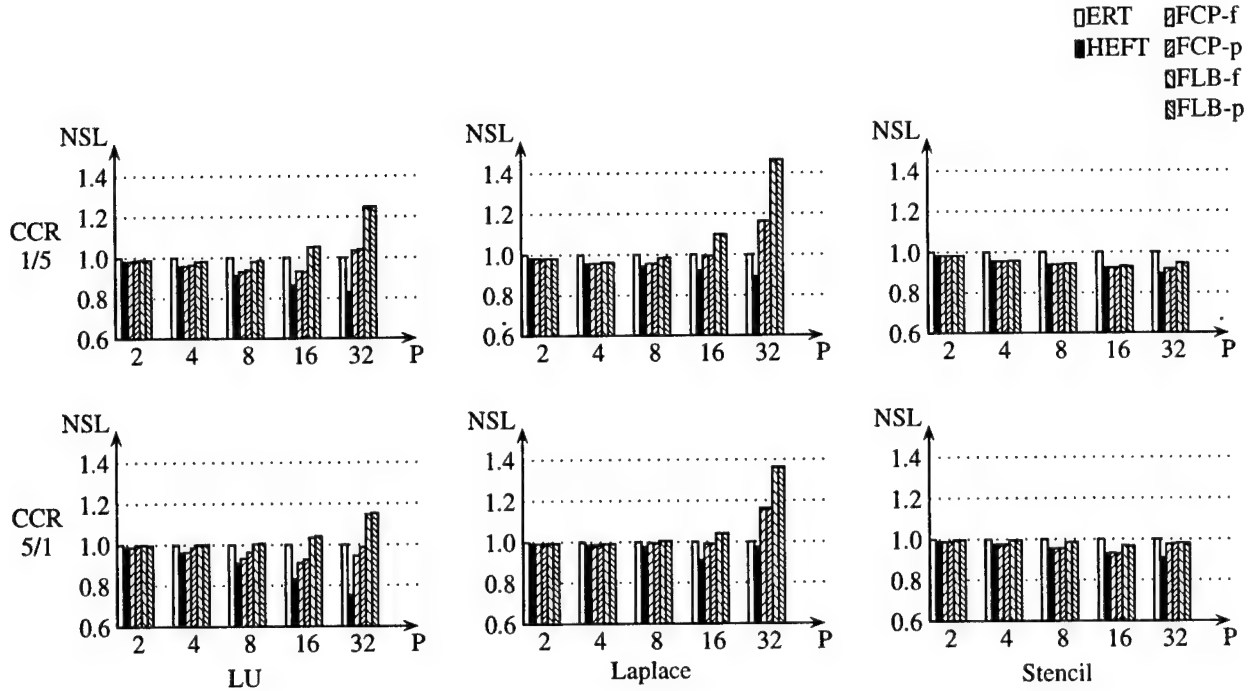 ERT FCP-f
HEFT FCP-p
FLB-f
FLB-p
NSL
1.4
1.2
1.0
0.8
0.6
CCR
1/5
2 4 8 16 32 P
NSL
1.4
1.2
1.0
0.8
0.6
2 4 8 16 32 P
NSL
1.4
1.2
1.0
0.8
0.6
2 4 8 16 32 P
NSL
1.4
1.2
1.0
0.8
0.6
CCR
5/1
2 4 8 16 32 P
LU
NSL
1.4
1.2
1.0
0.8
0.6
2 4 8 16 32 P
Laplace
NSL
1.4
1.2
1.0
0.8
0.6
2 4 8 16 32 P
Stencil